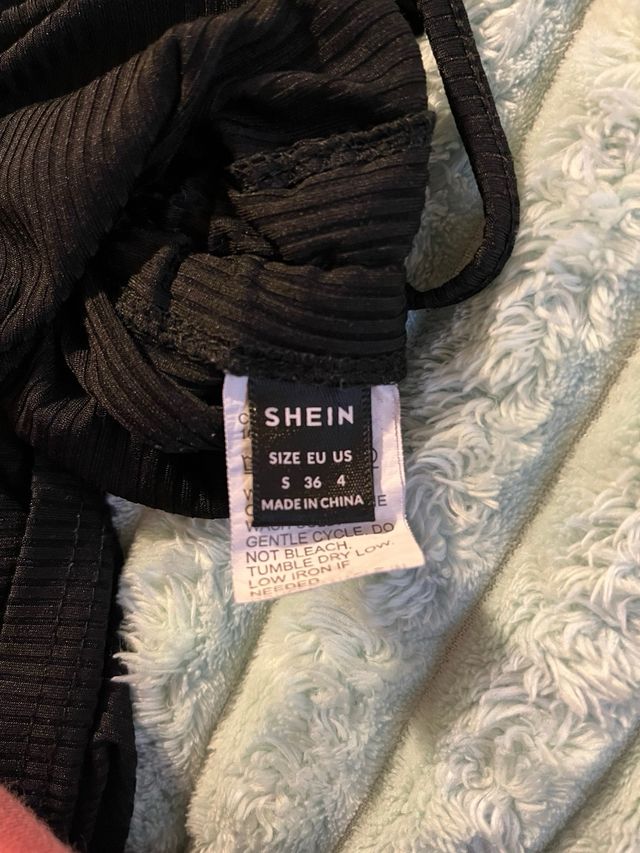 SHEIN
SIZE EU US
S 36 4
MADE IN CHINA
GENTLE CYCLE. DO
NOT BLEACH.
TUMBLE DRY LOW.
LOW IRON IF
NEEDED